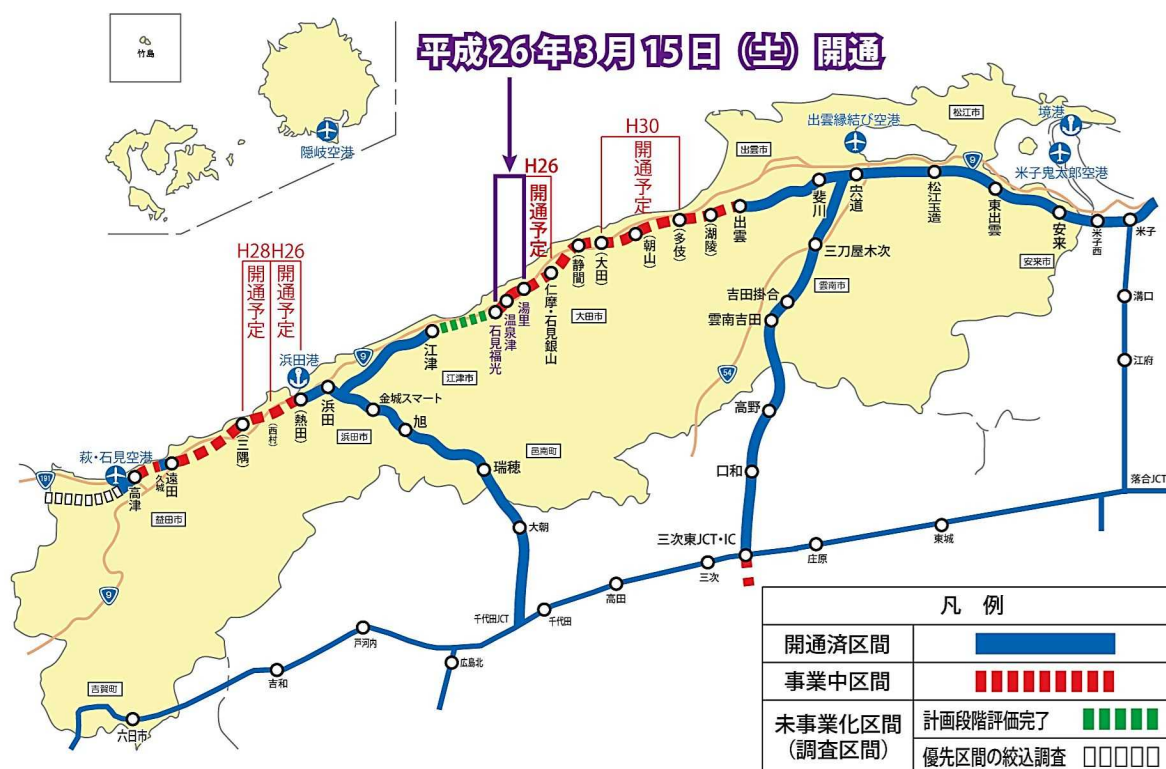 竹島
隠岐空港
平成26年3月15日（土）開通
H30
開通予定
H26
開通予定
H28
開通予定
H26
開通予定
出雲縁結び空港
松江市
境港
米子鬼太郎空港
出雲市
9
斐川
宍道
松江玉造
東出雲
安来
米子西
米子
安来市
出雲
(湖陵)
(多伎)
(朝山)
(大田)
(静間)
仁摩・石見銀山
湯里
温泉津
石見福光
大田市
三刀屋木次
吉田掛合
雲南市
雲南吉田
54
溝口
江府
高野
口和
落合JCT
江津
9
江津市
浜田港
浜田
(熱田)
(西村)
(三隅)
金城スマート
浜田市
旭
邑南町
瑞穂
大朝
萩・石見空港
191
高津
久城
遠田
益田市
9
三次東JCT・IC
三次
庄原
東城
高田
千代田JCT
千代田
戸河内
広島北
吉和
吉賀町
六日市
凡 例
開通済区間
事業中区間
未事業化区間
（調査区間）
計画段階評価完了
優先区間の絞込調査